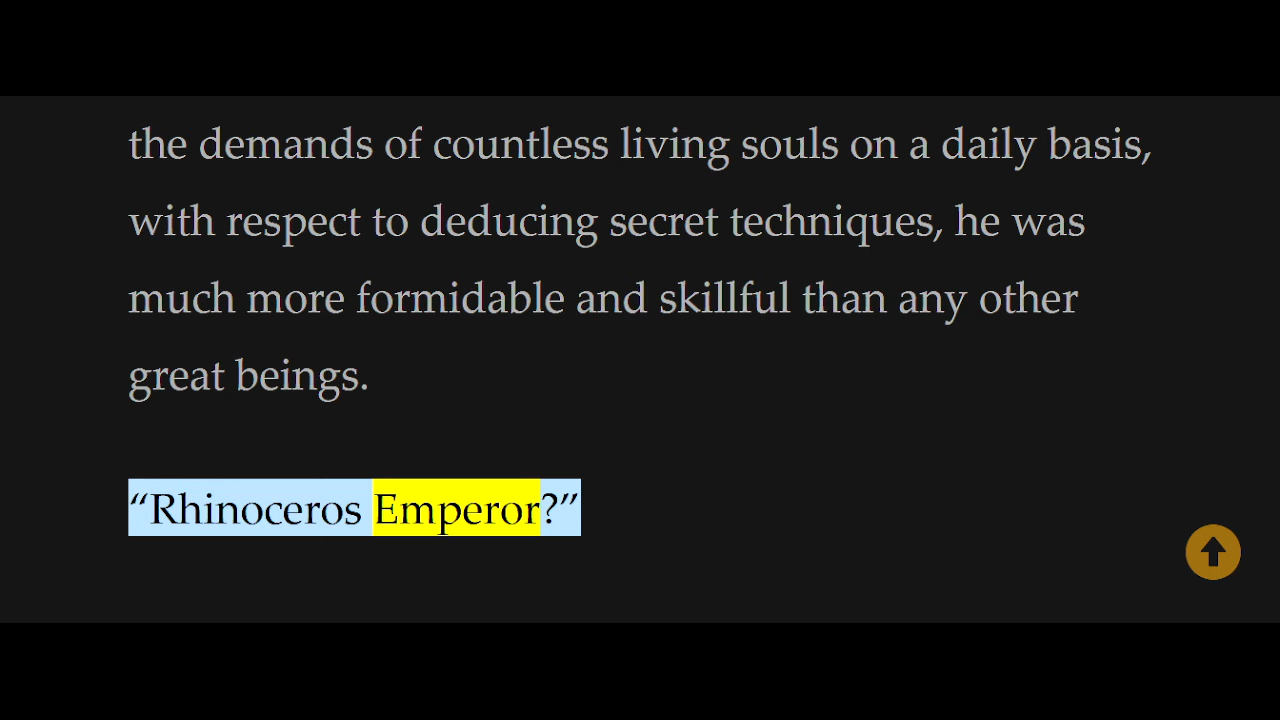 the demands of countless living souls on a daily basis,
with respect to deducing secret techniques, he was
much more formidable and skillful than any other
great beings.
“Rhinoceros Emperor?”